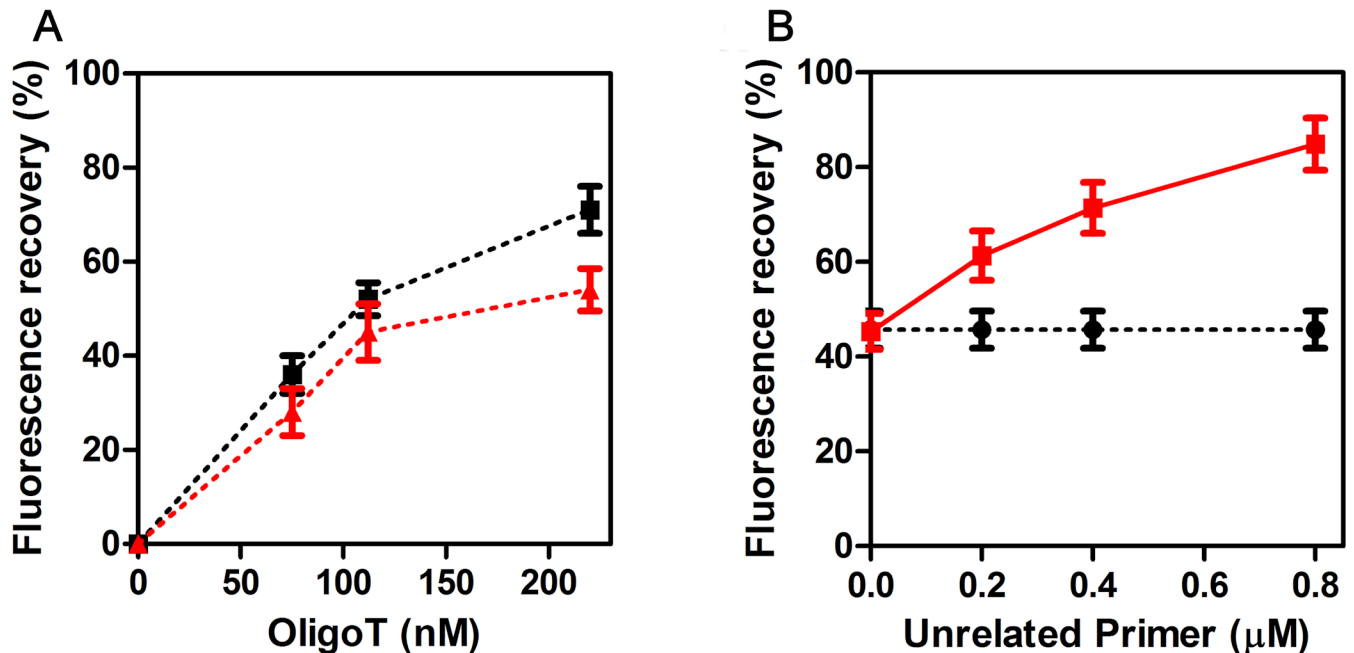 A
Fluorescence recovery (%)
100
80
60
40
20
0
0 50 100 150 200
OligoT (nM)
B
Fluorescence recovery (%)
100
80
60
40
20
0
0.0 0.2 0.4 0.6 0.8
Unrelated Primer (μM)